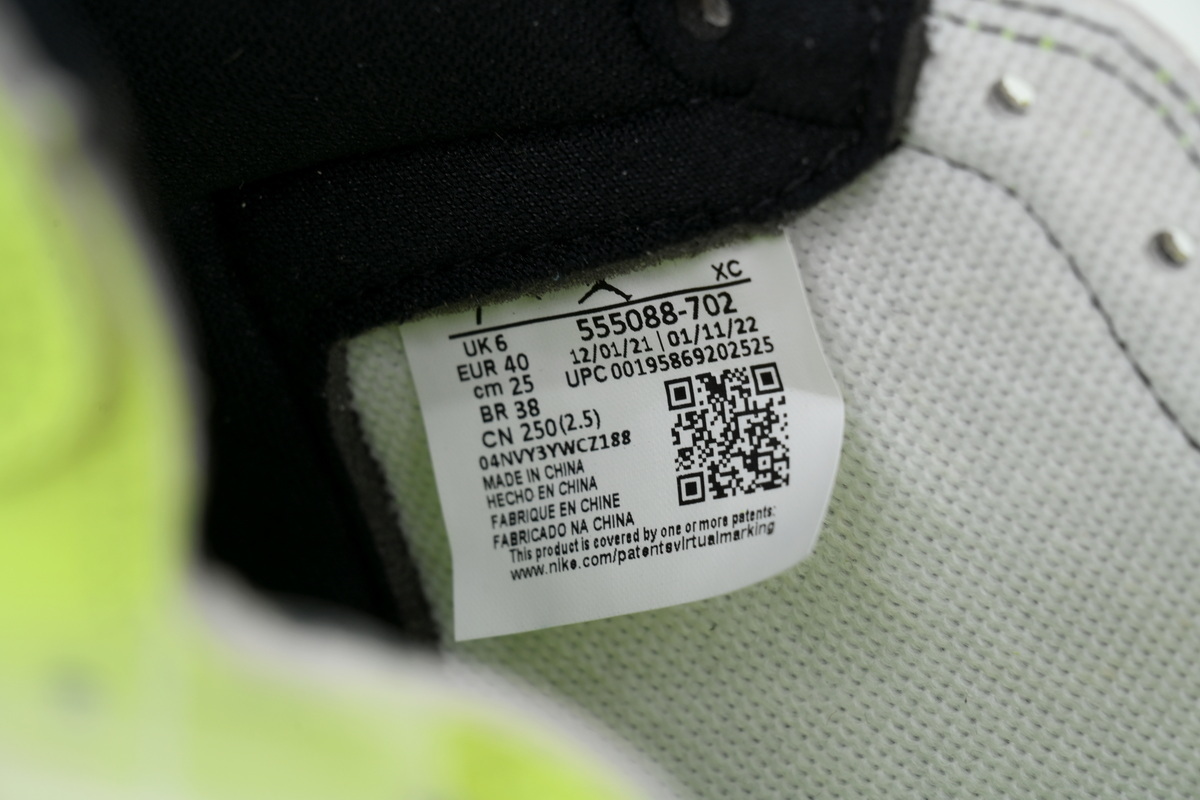 XC
UK 6
EUR 40
cm 25
BR 38
CN 250(2.5)
555088-702
12/01/21 | 01/11/22
UPC 00195869202525
04NVY3YWCZ188
MADE IN CHINA
HECHO EN CHINA
FABRIQUE EN CHINE
FABRICADO NA CHINA
This product is covered by one or more patents:
www.nike.com/patentsvirtualmarking